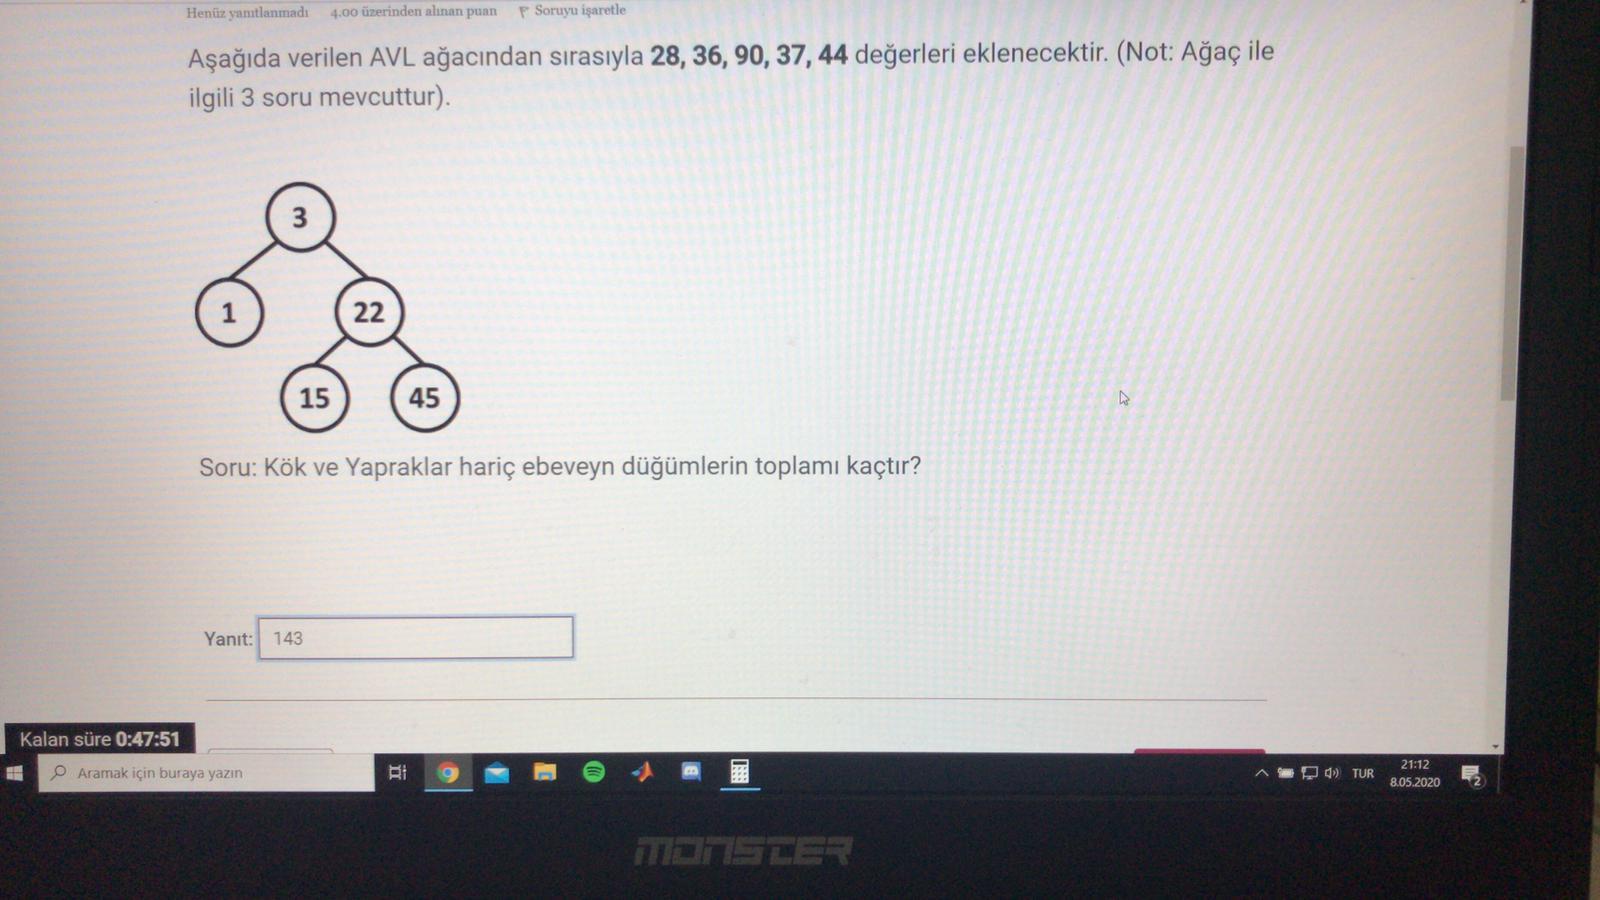 Henüz yanıtlanmadı 4.00 üzerinden alınan puan Soruyu işaretle
Aşağıda verilen AVL ağacından sırasıyla 28, 36, 90, 37, 44 değerleri eklenecektir. (Not: Ağaç ile
ilgili 3 soru mevcuttur).
3
1 22
15 45
Soru: Kök ve Yapraklar hariç ebeveyn düğümlerin toplamı kaçtır?
Yanıt: 143
Kalan süre 0:47:51
Aramak için buraya yazın
TUR
21:12
8.05.2020
2
MONSTER